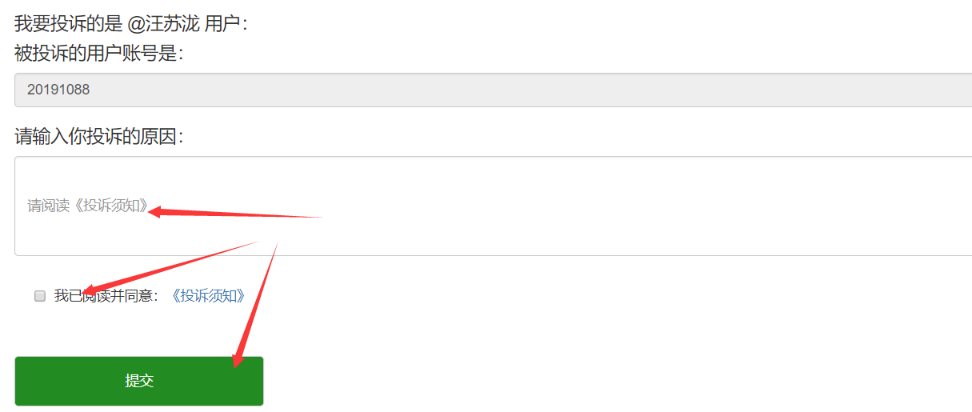 我要投诉的是 @汪苏泷 用户：
被投诉的用户账号是：
20191088
请输入你投诉的原因：
请阅读《投诉须知》
我已阅读并同意：《投诉须知》
提交